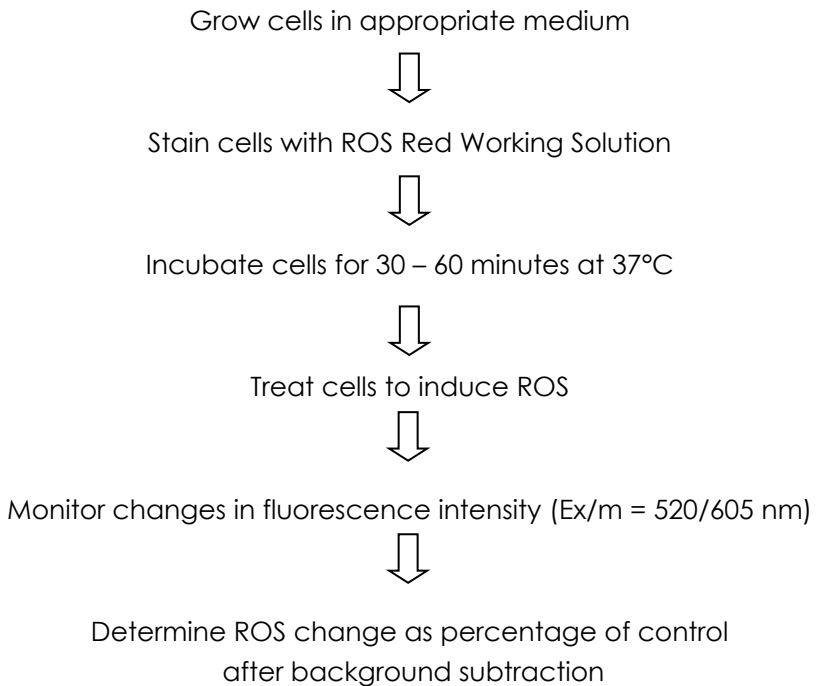 Grow cells in appropriate medium
Stain cells with ROS Red Working Solution
Incubate cells for 30 – 60 minutes at 37°C
Treat cells to induce ROS
Monitor changes in fluorescence intensity (Ex/m = 520/605 nm)
Determine ROS change as percentage of control
after background subtraction